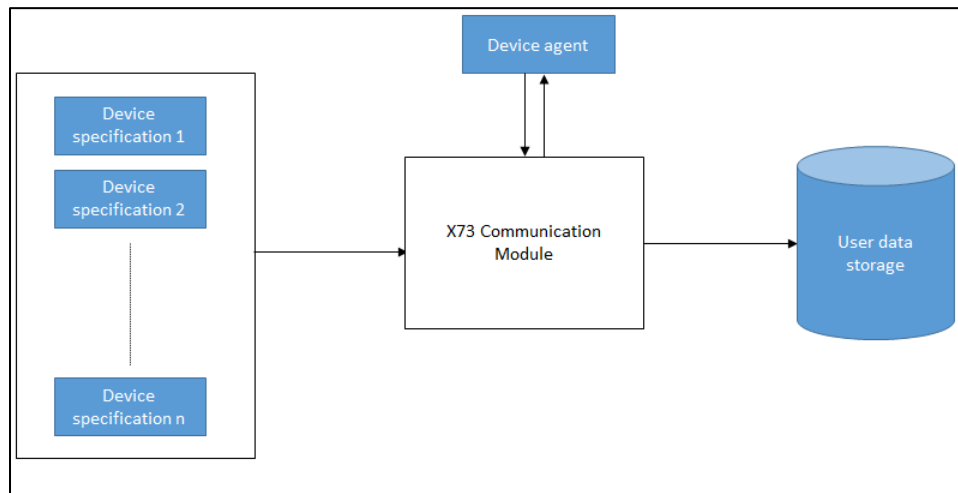 Device agent
Device
specification 1
Device
specification 2
X73 Communication
Module
User data
storage
Device
specification n